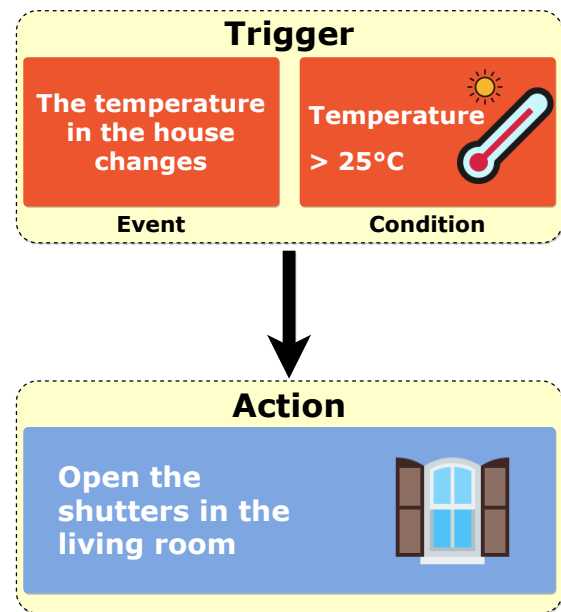 Trigger
The temperature
in the house
changes
Temperature
> 25°C
Event
Condition
Action
Open the
shutters in the
living room